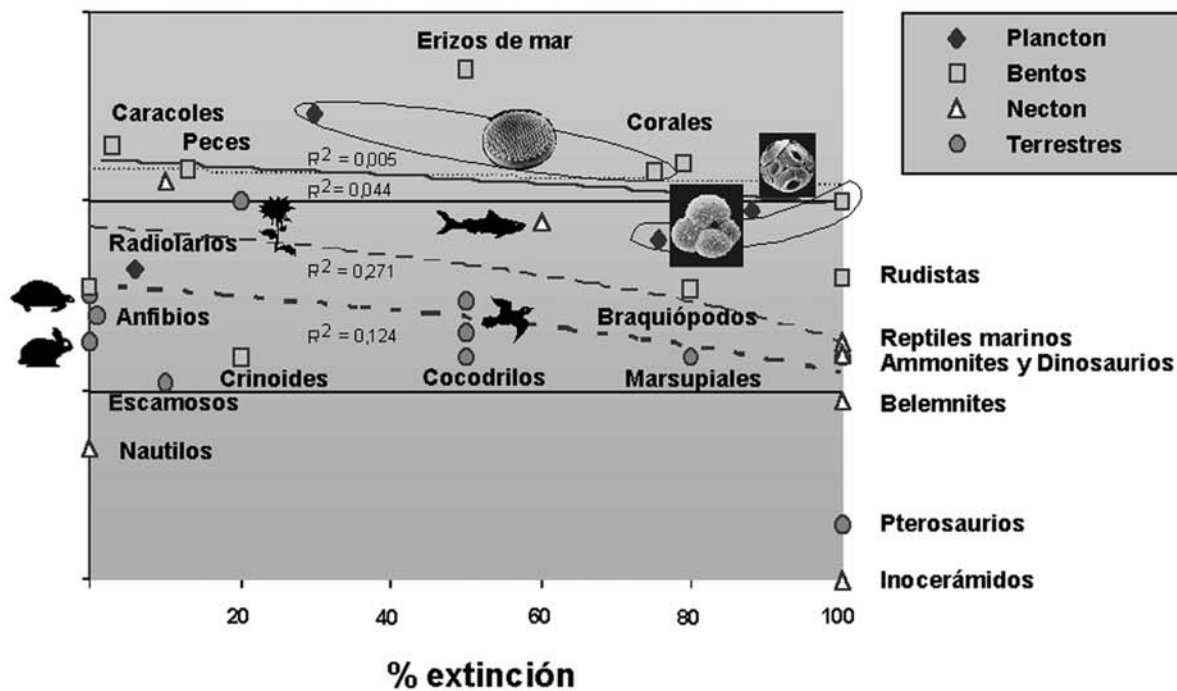 Erizos de mar
Plancton
Bentos
Necton
Terrestres
Caracoles
Peces
Corales
R² = 0,005
R² = 0,044
Radiolarios
R² = 0,271
Rudistas
Anfibios
R² = 0,124
Braquiópodos
Reptiles marinos
Ammonites y Dinosaurios
Crinoides
Cocodrilos
Marsupiales
Escamosos
Belemnites
Nautilos
Pterosaurios
Inocerámidos
20
40
60
80
100
% extinción